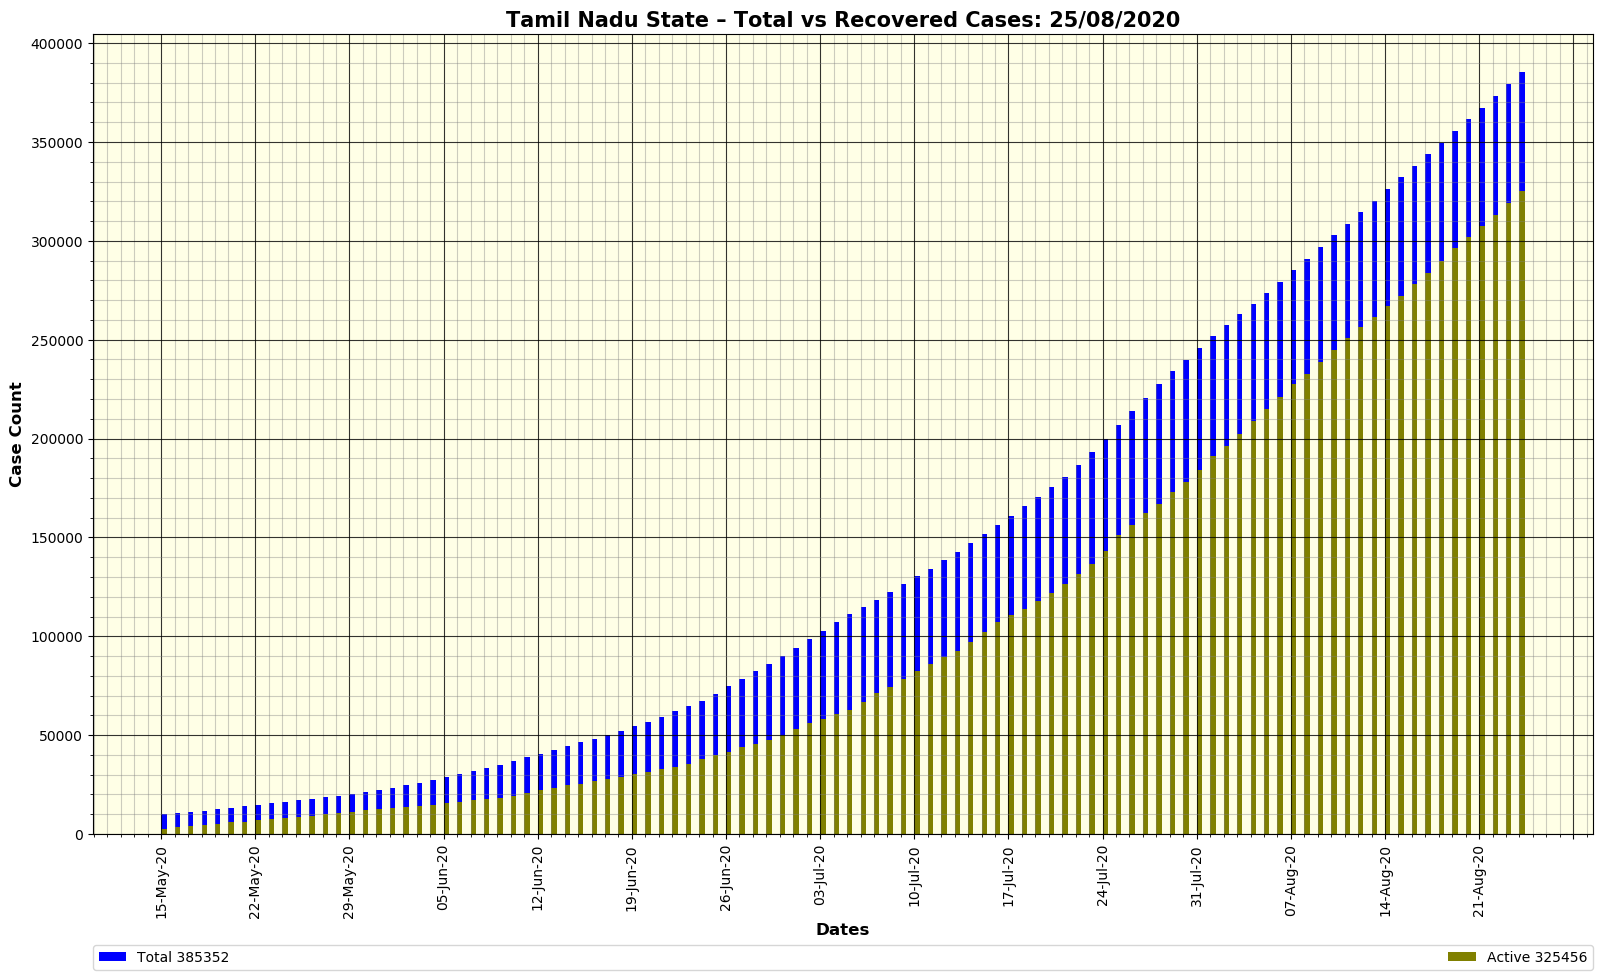 Tamil Nadu State – Total vs Recovered Cases: 25/08/2020
400000
350000
300000
250000
200000
150000
100000
50000
0
Case Count
15-May-20
22-May-20
29-May-20
05-Jun-20
12-Jun-20
19-Jun-20
26-Jun-20
03-Jul-20
10-Jul-20
17-Jul-20
24-Jul-20
31-Jul-20
07-Aug-20
14-Aug-20
21-Aug-20
Dates
Total 385352
Active 325456